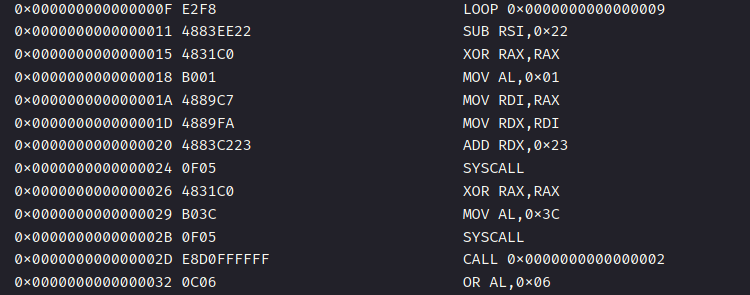 0×000000000000000F E2F8 LOOP 0×0000000000000009
0×0000000000000011 4883EE22 SUB RSI,0×22
0×0000000000000015 4831C0 XOR RAX,RAX
0×0000000000000018 B001 MOV AL,0×01
0×000000000000001A 4889C7 MOV RDI,RAX
0×000000000000001D 4889FA MOV RDX,RDI
0×0000000000000020 4883C223 ADD RDX,0×23
0×0000000000000024 0F05 SYSCALL
0×0000000000000026 4831C0 XOR RAX,RAX
0×0000000000000029 B03C MOV AL,0×3C
0×000000000000002B 0F05 SYSCALL
0×000000000000002D E8D0FFFFFF CALL 0×0000000000000002
0×0000000000000032 0C06 OR AL,0×06